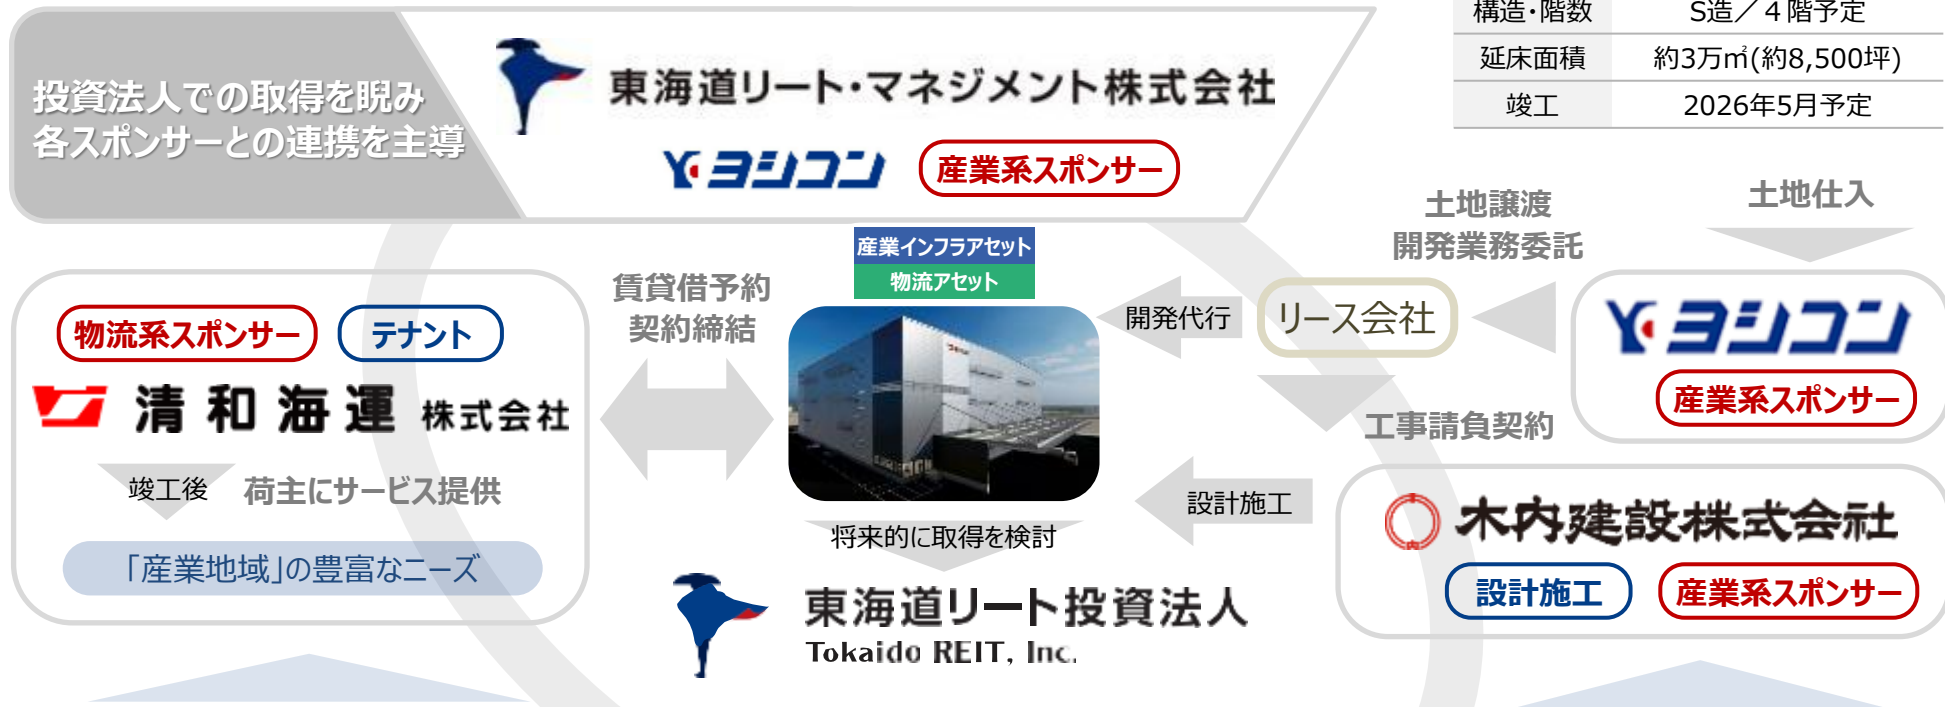 構造・階数 S造／４階予定
延床面積 約3万㎡(約8,500坪)
竣工 2026年5月予定
投資法人での取得を睨み
各スポンサーとの連携を主導
東海道リート・マネジメント株式会社
ヨシコン 産業系スポンサー
産業インフラアセット
物流アセット
賃貸借予約
契約締結
物流系スポンサー テナント
清和海運 株式会社
竣工後 荷主にサービス提供
「産業地域」の豊富なニーズ
開発代行
リース会社
土地譲渡
開発業務委託
土地仕入
ヨシコン
産業系スポンサー
工事請負契約
設計施工
木内建設株式会社
設計施工 産業系スポンサー
将来的に取得を検討
東海道リート投資法人
Tokaido REIT, Inc.